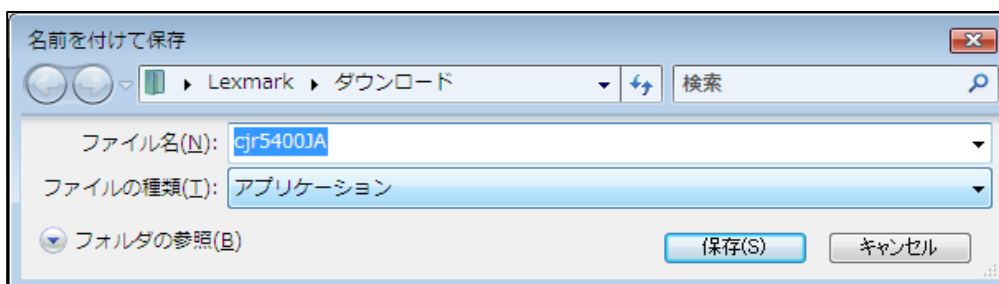 名前を付けて保存
Lexmark ダウンロード 検索
ファイル名(N): cjr5400JA
ファイルの種類(T): アプリケーション
フォルダの参照(B) 保存(S) キャンセル